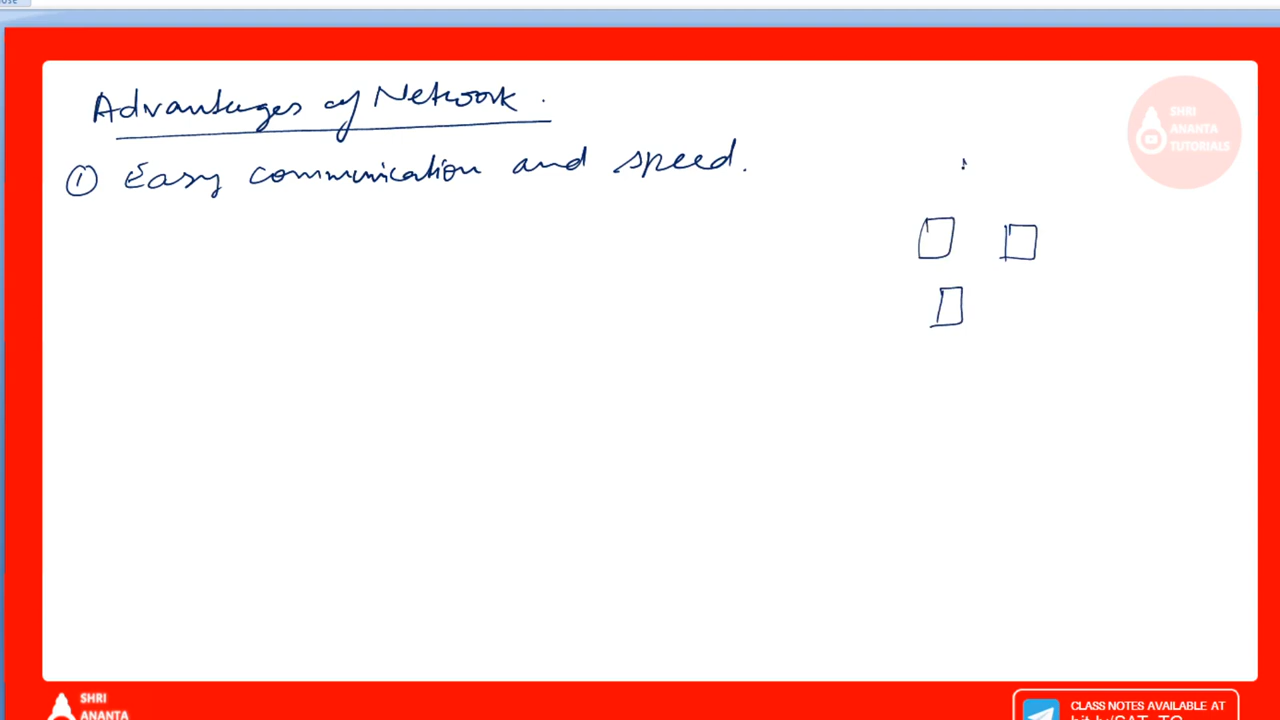 Advantages of Network.
① Easy communication and speed.
SHRI
ANANTA
TUTORIALS
SHRI
ANANTA
CLASS NOTES AVAILABLE AT